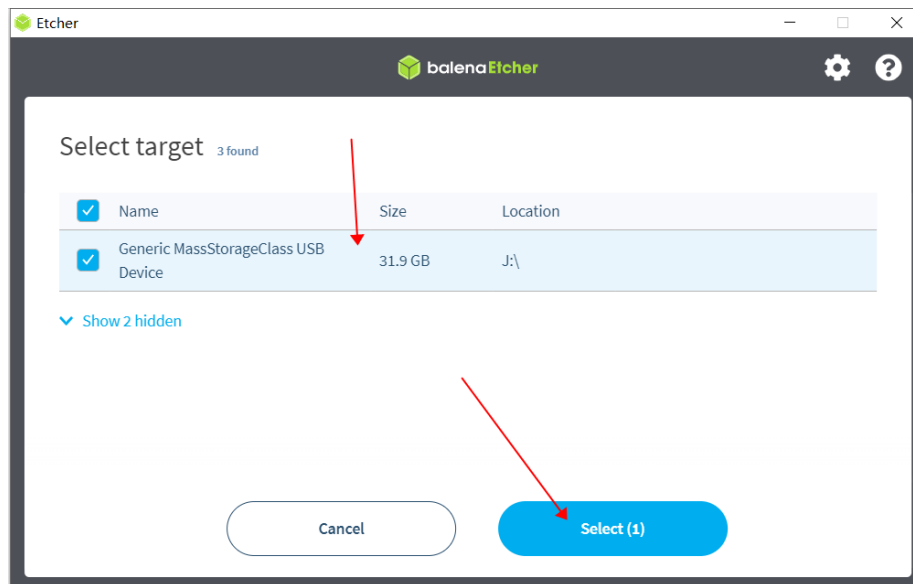 Etcher
balenaEtcher
Select target 3 found
Name Size Location
Generic MassStorageClass USB
Device
31.9 GB J:\
Show 2 hidden
Cancel Select (1)